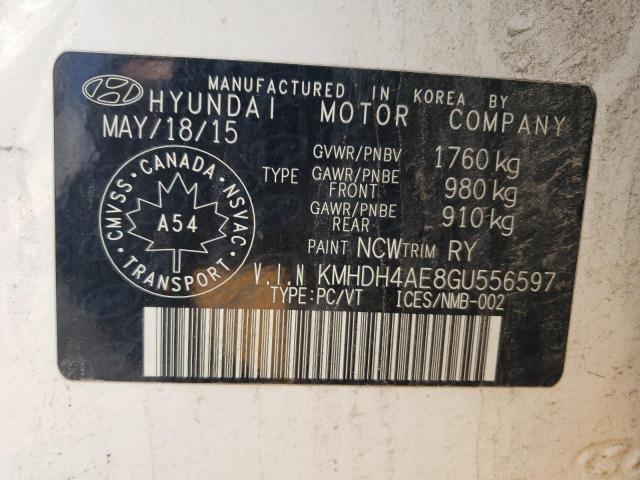 MANUFACTURED IN KOREA BY
HYUNDAI MOTOR COMPANY
MAY/18/15
GVWR/PNBV 1760 kg
TYPE GAWR/PNBE FRONT 980 kg
GAWR/PNBE REAR 910 kg
PAINT NCW TRIM RY
CMVSS · CANADA · NSVAC
TRANSPORT
A54
V.I.N KMHDH4AE8GU556597
TYPE:PC/VT ICES/NMB-002